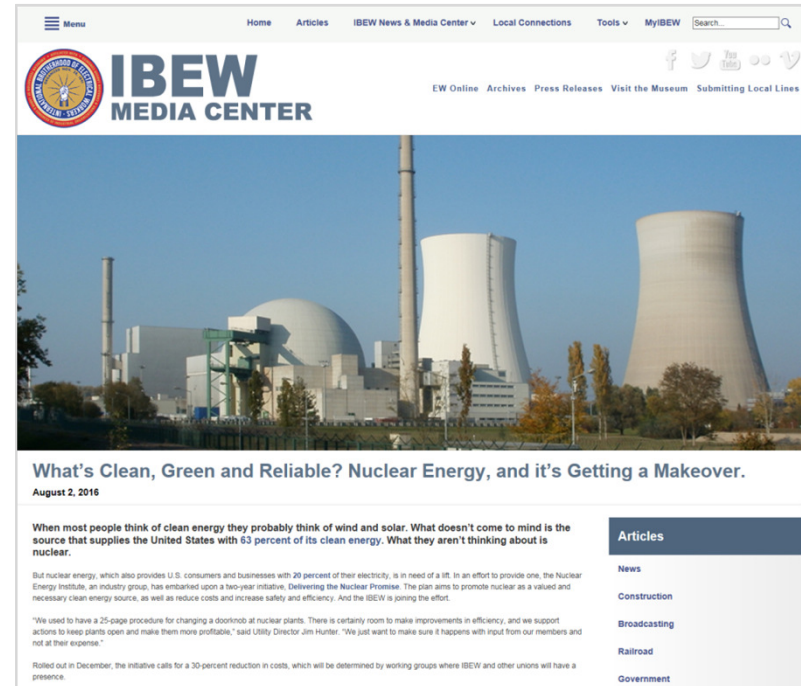 Menu
Home Articles IBEW News & Media Center Local Connections Tools MyIBEW Search...
INTERNATIONAL BROTHERHOOD OF ELECTRICAL WORKERS
IBEW
MEDIA CENTER
You
Tube
EW Online Archives Press Releases Visit the Museum Submitting Local Lines
What's Clean, Green and Reliable? Nuclear Energy, and it's Getting a Makeover.
August 2, 2016
When most people think of clean energy they probably think of wind and solar. What doesn't come to mind is the
source that supplies the United States with 63 percent of its clean energy. What they aren't thinking about is
nuclear.
But nuclear energy, which also provides U.S. consumers and businesses with 20 percent of their electricity, is in need of a lift. In an effort to provide one, the Nuclear
Energy Institute, an industry group, has embarked upon a two-year initiative, Delivering the Nuclear Promise. The plan aims to promote nuclear as a valued and
necessary clean energy source, as well as reduce costs and increase safety and efficiency. And the IBEW is joining the effort.
"We used to have a 25-page procedure for changing a doorknob at nuclear plants. There is certainly room to make improvements in efficiency, and we support
actions to keep plants open and make them more profitable," said Utility Director Jim Hunter. "We just want to make sure it happens with input from our members and
not at their expense."
Rolled out in December, the initiative calls for a 30-percent reduction in costs, which will be determined by working groups where IBEW and other unions will have a
presence.
Articles
News
Construction
Broadcasting
Railroad
Government